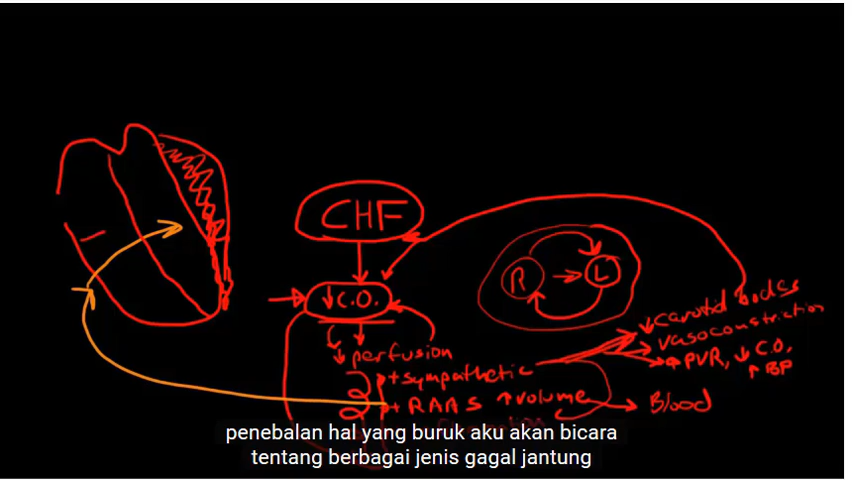 CHF
R → L
↓ C.O.
↓ carotid bodies
vasoconstriction
↓ perfusion
↑ PVR, ↓ C.O.
↑ BP
+ sympathetic
+ RAAS ↑ volume
Blood
penebalan hal yang buruk aku akan bicara
tentang berbagai jenis gagal jantung